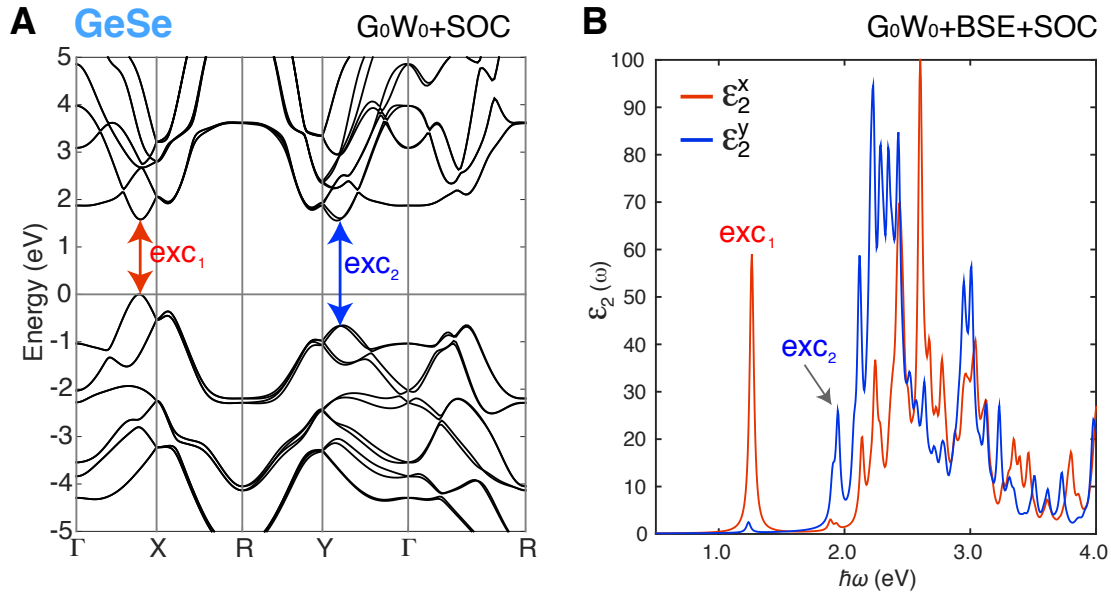 A GeSe G₀W₀+SOC
5
4
3
2
1
0
-1
-2
-3
-4
-5
Energy (eV)
exc₁
exc₂
Γ X R Y Γ R
B G₀W₀+BSE+SOC
100
90
80
70
60
50
40
30
20
10
0
ε₂(ω)
ε₂ˣ
ε₂ʸ
exc₁
exc₂
1.0 2.0 3.0 4.0
ħω (eV)